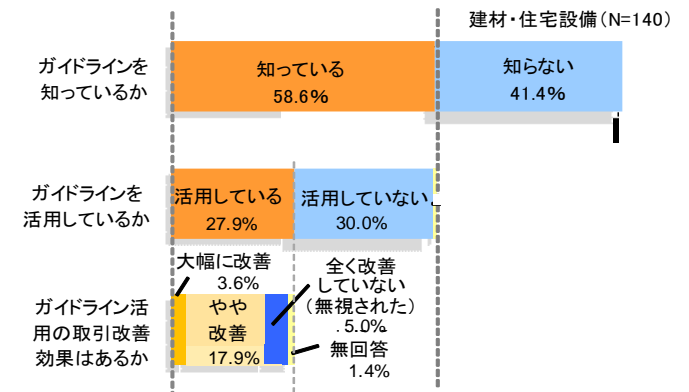 建材・住宅設備(N=140)
ガイドラインを
知っているか
知っている
58.6%
知らない
41.4%
ガイドラインを
活用しているか
活用している
27.9%
活用していない
30.0%
大幅に改善
3.6%
全く改善
していない
(無視された)
5.0%
ガイドライン活
用の取引改善
効果はあるか
やや
改善
17.9%
無回答
1.4%